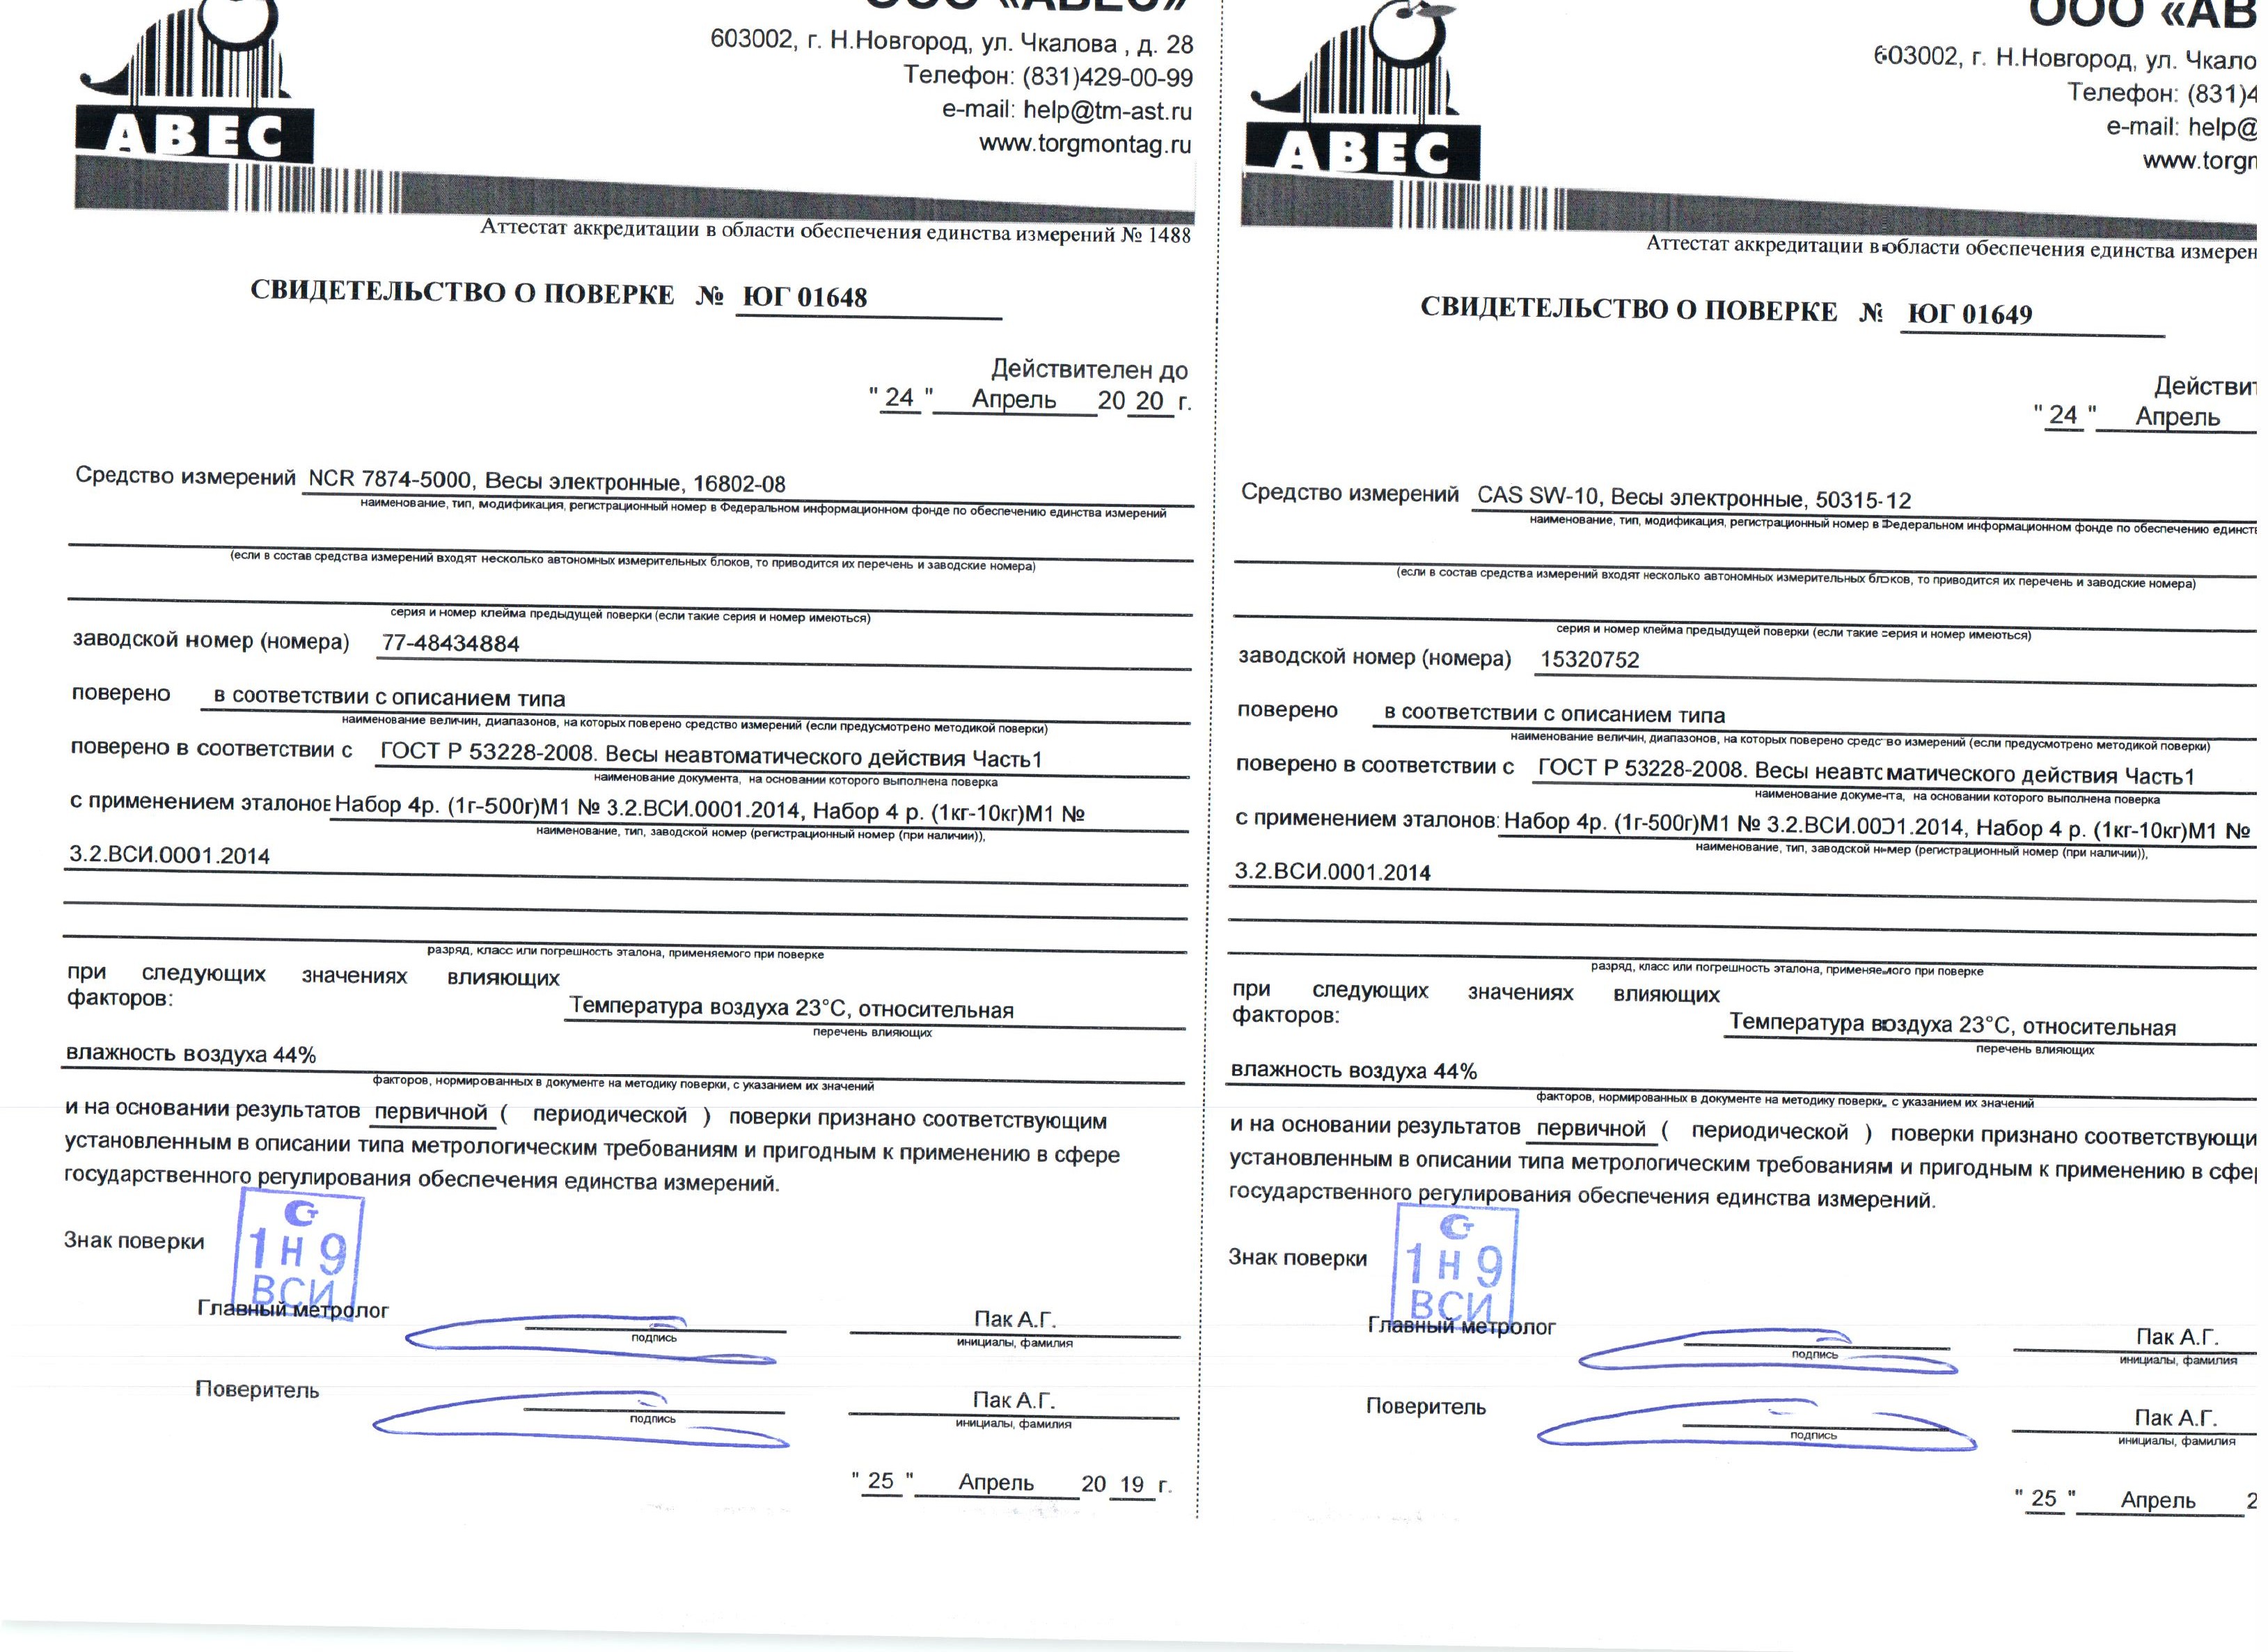 ООО «АВЕС»
603002, г. Н.Новгород, ул. Чкалова , д. 28
Телефон: (831)429-00-99
e-mail: help@tm-ast.ru
www.torgmontag.ru
АВЕС
Аттестат аккредитации в области обеспечения единства измерений № 1488
СВИДЕТЕЛЬСТВО О ПОВЕРКЕ № ЮГ 01648
Действителен до
" 24 " Апрель 20 20 г.
Средство измерений NCR 7874-5000, Весы электронные, 16802-08
наименование, тип, модификация, регистрационный номер в Федеральном информационном фонде по обеспечению единства измерений
(если в состав средства измерений входят несколько автономных измерительных блоков, то приводится их перечень и заводские номера)
серия и номер клейма предыдущей поверки (если такие серия и номер имеються)
заводской номер (номера) 77-48434884
поверено в соответствии с описанием типа
наименование величин, диапазонов, на которых поверено средство измерений (если предусмотрено методикой поверки)
поверено в соответствии с ГОСТ Р 53228-2008. Весы неавтоматического действия Часть1
наименование документа, на основании которого выполнена поверка
с применением эталонов Набор 4р. (1г-500г)М1 № 3.2.ВСИ.0001.2014, Набор 4 р. (1кг-10кг)М1 №
наименование, тип, заводской номер (регистрационный номер (при наличии)),
3.2.ВСИ.0001.2014
разряд, класс или погрешность эталона, применяемого при поверке
при следующих значениях влияющих
факторов:
Температура воздуха 23°С, относительная
перечень влияющих
влажность воздуха 44%
факторов, нормированных в документе на методику поверки, с указанием их значений
и на основании результатов первичной ( периодической ) поверки признано соответствующим
установленным в описании типа метрологическим требованиям и пригодным к применению в сфере
государственного регулирования обеспечения единства измерений.
Знак поверки
1 Н 9
ВСИ
Главный метролог
подпись
Пак А.Г.
инициалы, фамилия
Поверитель
подпись
Пак А.Г.
инициалы, фамилия
" 25 " Апрель 20 19 г.
ООО «АВ
603002, г. Н.Новгород, ул. Чкало
Телефон: (831)4
e-mail: help@
www.torgm
АВЕС
Аттестат аккредитации в области обеспечения единства измерен
СВИДЕТЕЛЬСТВО О ПОВЕРКЕ № ЮГ 01649
Действит
" 24 " Апрель
Средство измерений CAS SW-10, Весы электронные, 50315-12
наименование, тип, модификация, регистрационный номер в Федеральном информационном фонде по обеспечению единств
(если в состав средства измерений входят несколько автономных измерительных блоков, то приводится их перечень и заводские номера)
серия и номер клейма предыдущей поверки (если такие серия и номер имеються)
заводской номер (номера) 15320752
поверено в соответствии с описанием типа
наименование величин, диапазонов, на которых поверено средство измерений (если предусмотрено методикой поверки)
поверено в соответствии с ГОСТ Р 53228-2008. Весы неавтоматического действия Часть1
наименование документа, на основании которого выполнена поверка
с применением эталонов: Набор 4р. (1г-500г)М1 № 3.2.ВСИ.0001.2014, Набор 4 р. (1кг-10кг)М1 №
наименование, тип, заводской номер (регистрационный номер (при наличии)),
3.2.ВСИ.0001.2014
разряд, класс или погрешность эталона, применяемого при поверке
при следующих значениях влияющих
факторов:
Температура воздуха 23°С, относительная
перечень влияющих
влажность воздуха 44%
факторов, нормированных в документе на методику поверки, с указанием их значений
и на основании результатов первичной ( периодической ) поверки признано соответствующи
установленным в описании типа метрологическим требованиям и пригодным к применению в сфер
государственного регулирования обеспечения единства измерений.
Знак поверки
1 Н 9
ВСИ
Главный метролог
подпись
Пак А.Г.
инициалы, фамилия
Поверитель
подпись
Пак А.Г.
инициалы, фамилия
" 25 " Апрель 2